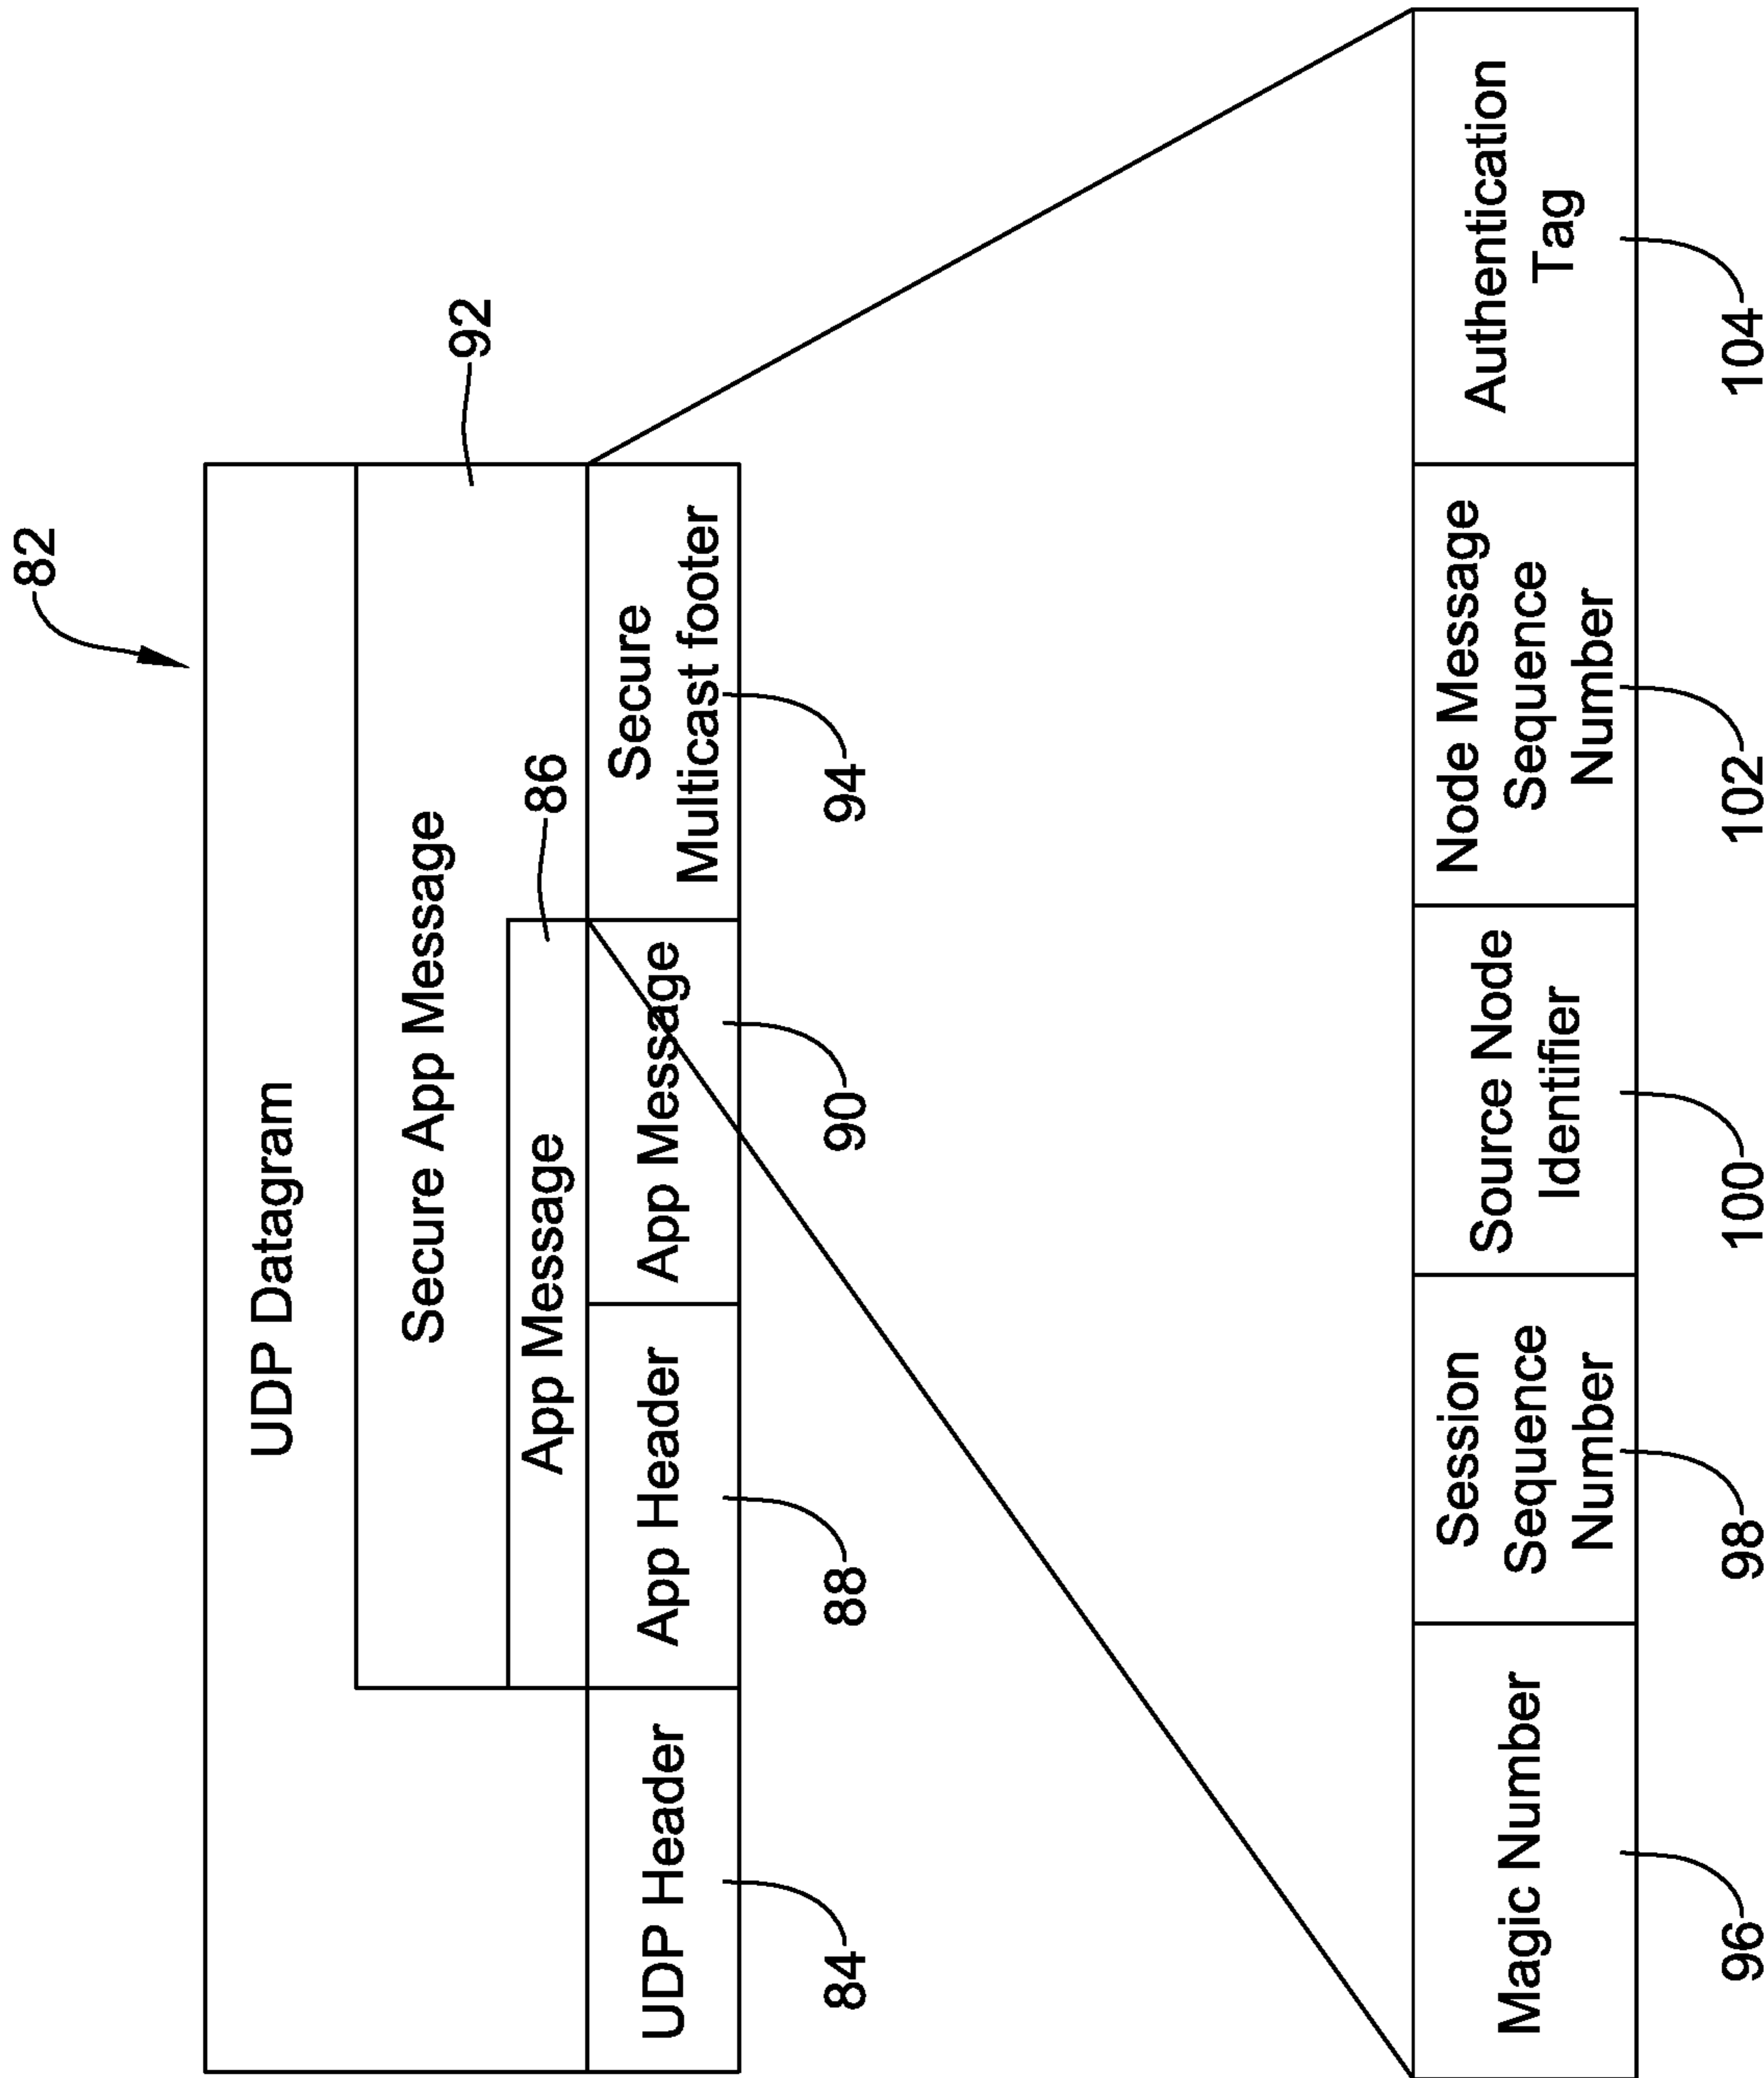 82
UDP Datagram
Secure App Message
92
App Message
86
UDP Header
App Header
App Message
Secure
Multicast footer
84
88
90
94
Magic Number
Session
Sequence
Number
Source Node
Identifier
Node Message
Sequence
Number
Authentication
Tag
96
98
100
102
104